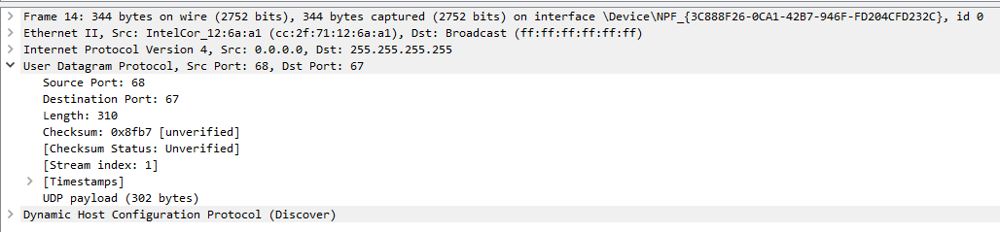 Frame 14: 344 bytes on wire (2752 bits), 344 bytes captured (2752 bits) on interface \Device\NPF_{3C888F26-0CA1-42B7-946F-FD204CFD232C}, id 0
Ethernet II, Src: IntelCor_12:6a:a1 (cc:2f:71:12:6a:a1), Dst: Broadcast (ff:ff:ff:ff:ff:ff)
Internet Protocol Version 4, Src: 0.0.0.0, Dst: 255.255.255.255
User Datagram Protocol, Src Port: 68, Dst Port: 67
Source Port: 68
Destination Port: 67
Length: 310
Checksum: 0x8fb7 [unverified]
[Checksum Status: Unverified]
[Stream index: 1]
[Timestamps]
UDP payload (302 bytes)
Dynamic Host Configuration Protocol (Discover)